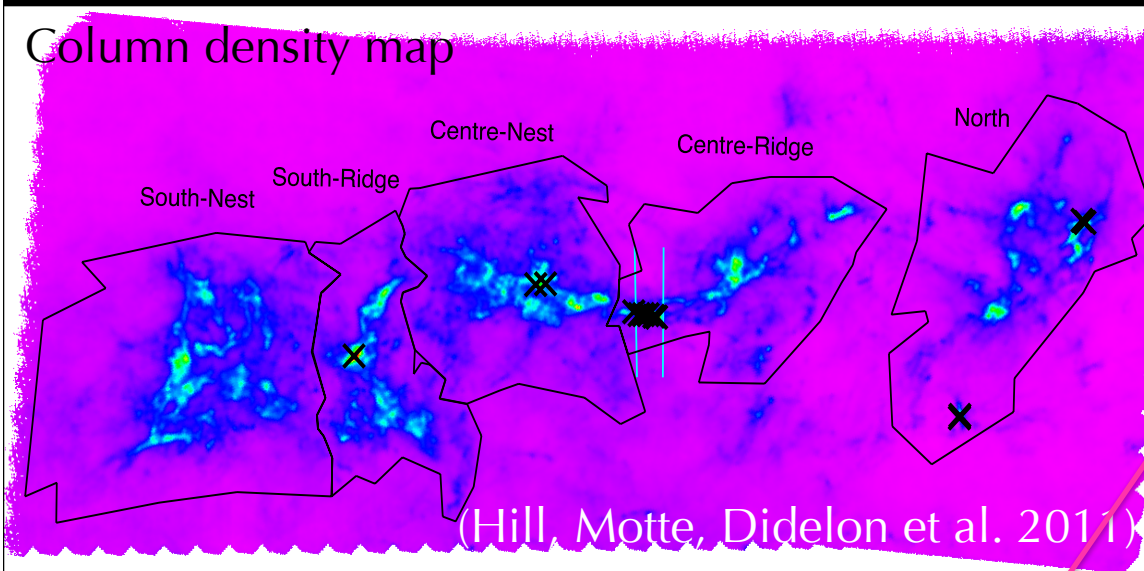 Column density map
North
Centre-Nest
Centre-Ridge
South-Ridge
South-Nest
(Hill, Motte, Didelon et al. 2011)